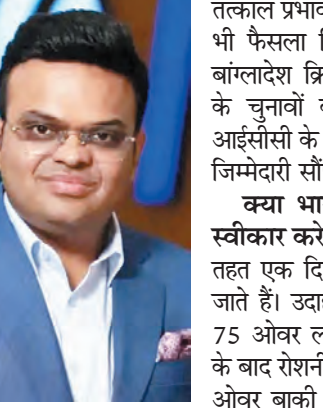 तत्काल प्रभाव
भी फैसला
बांग्लादेश क्रि
के चुनावों
आईसीसी के
जिम्मेदारी सौं
क्या भा
स्वीकार करे
तहत एक दि
जाते हैं। उदा
75 ओवर ल
के बाद रोशनी
ओवर बाकी